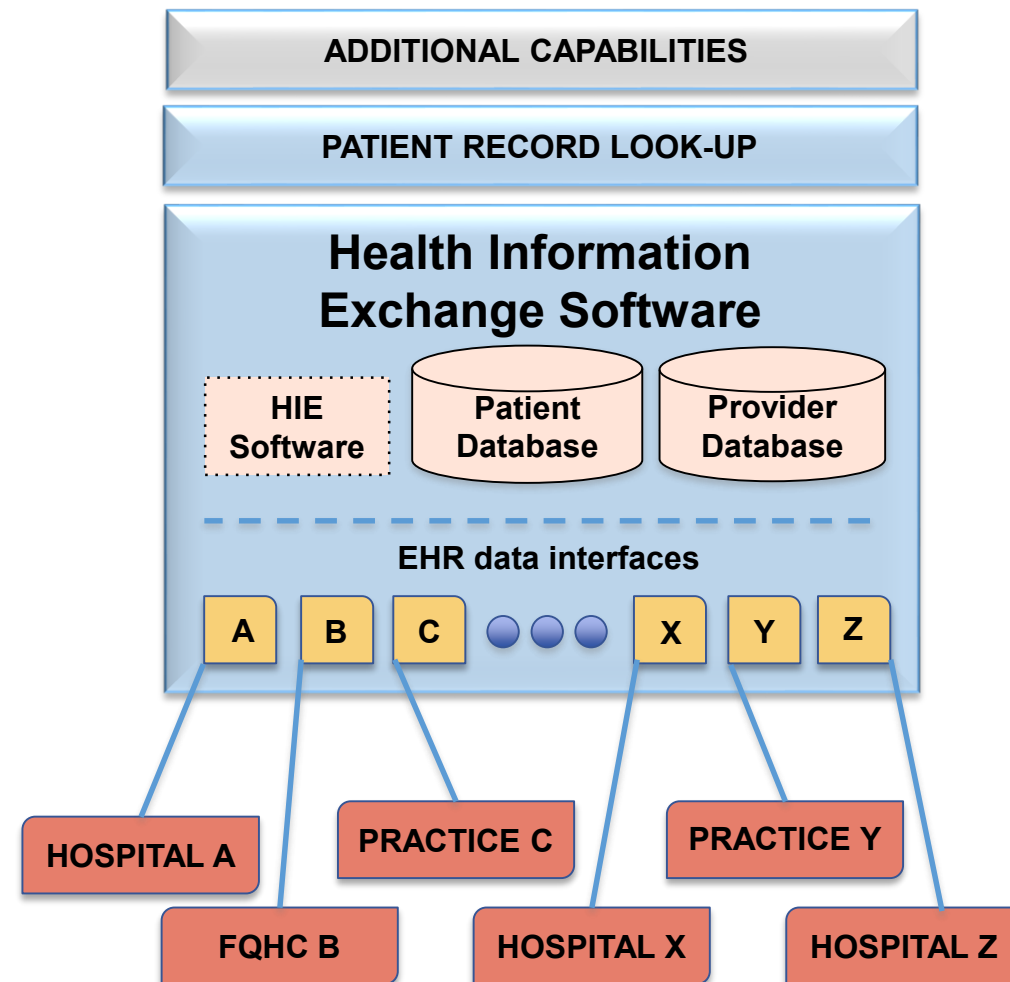 ADDITIONAL CAPABILITIES
PATIENT RECORD LOOK-UP
Health Information
Exchange Software
HIE
Software
Patient
Database
Provider
Database
EHR data interfaces
A
B
C
X
Y
Z
HOSPITAL A
PRACTICE C
PRACTICE Y
FQHC B
HOSPITAL X
HOSPITAL Z